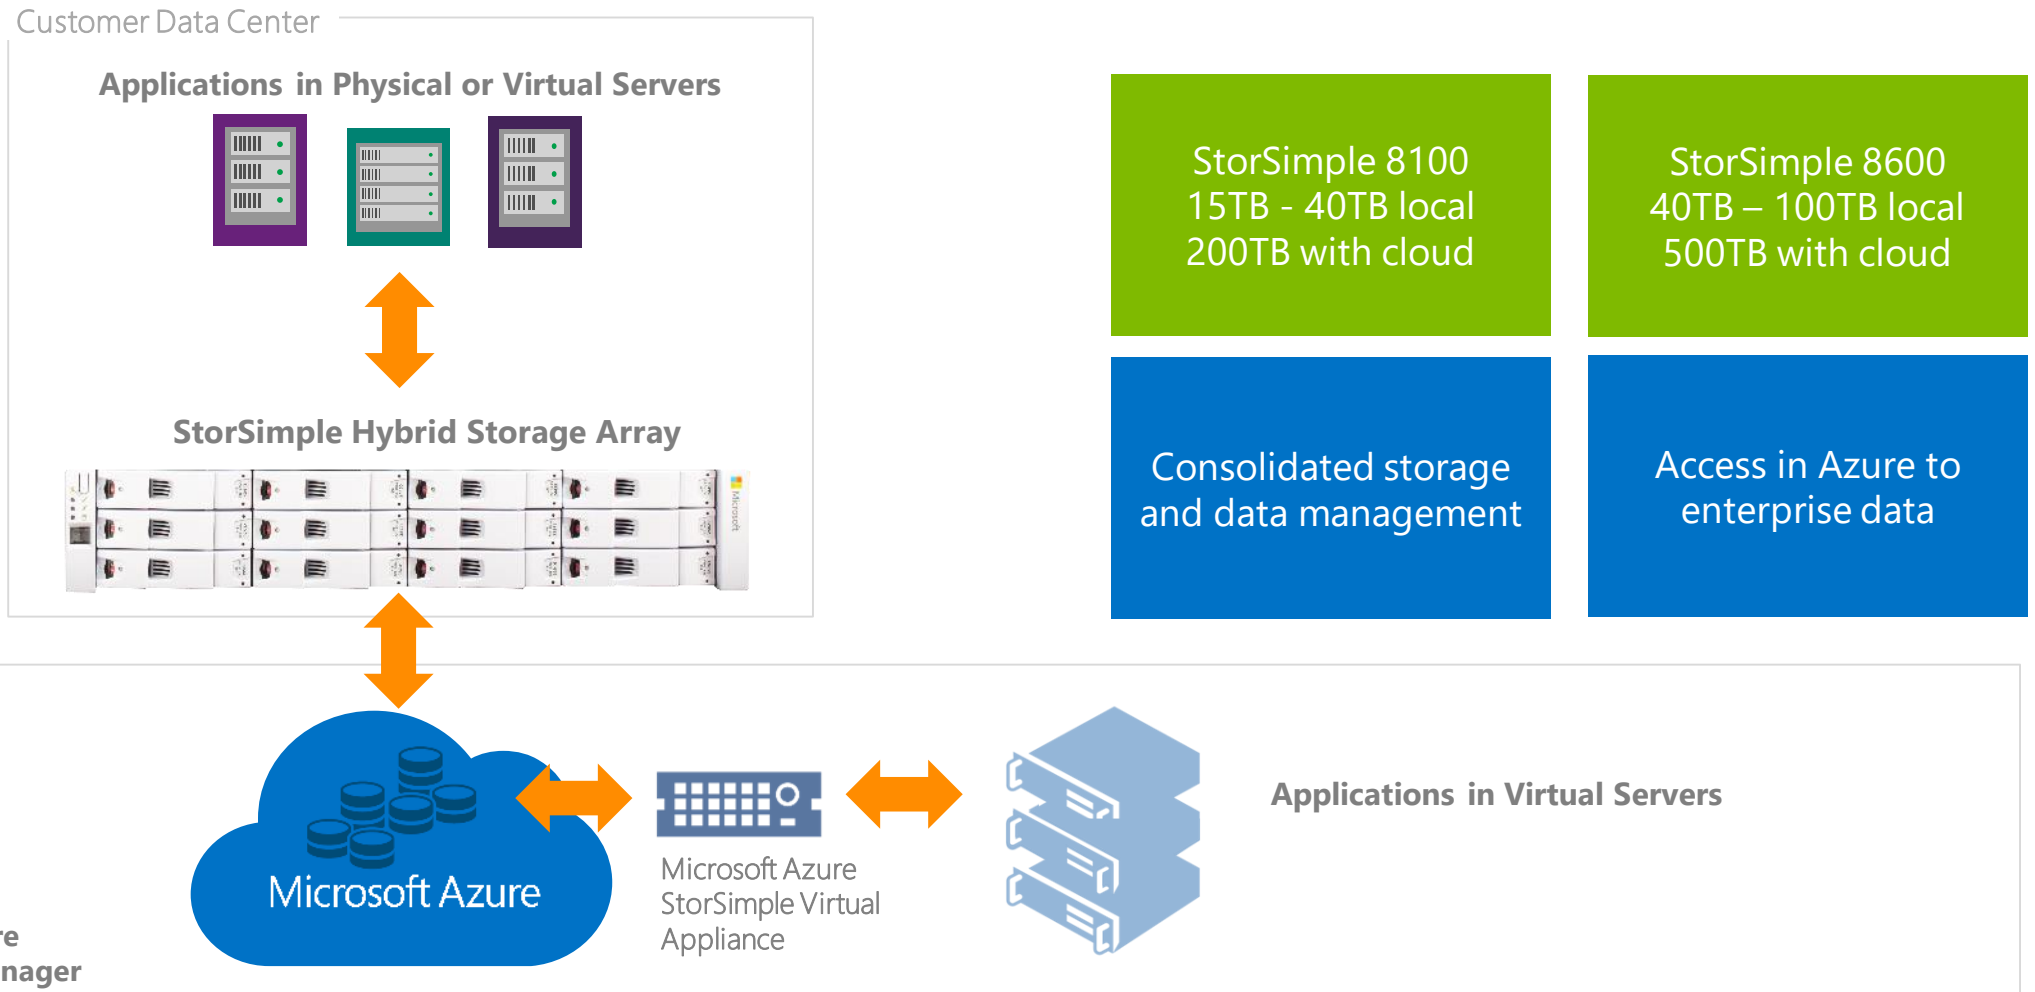 Customer Data Center
Applications in Physical or Virtual Servers
StorSimple Hybrid Storage Array
Microsoft
StorSimple 8100
15TB - 40TB local
200TB with cloud
StorSimple 8600
40TB – 100TB local
500TB with cloud
Consolidated storage
and data management
Access in Azure to
enterprise data
Microsoft Azure
Microsoft Azure
StorSimple Virtual
Appliance
Applications in Virtual Servers
re
nager